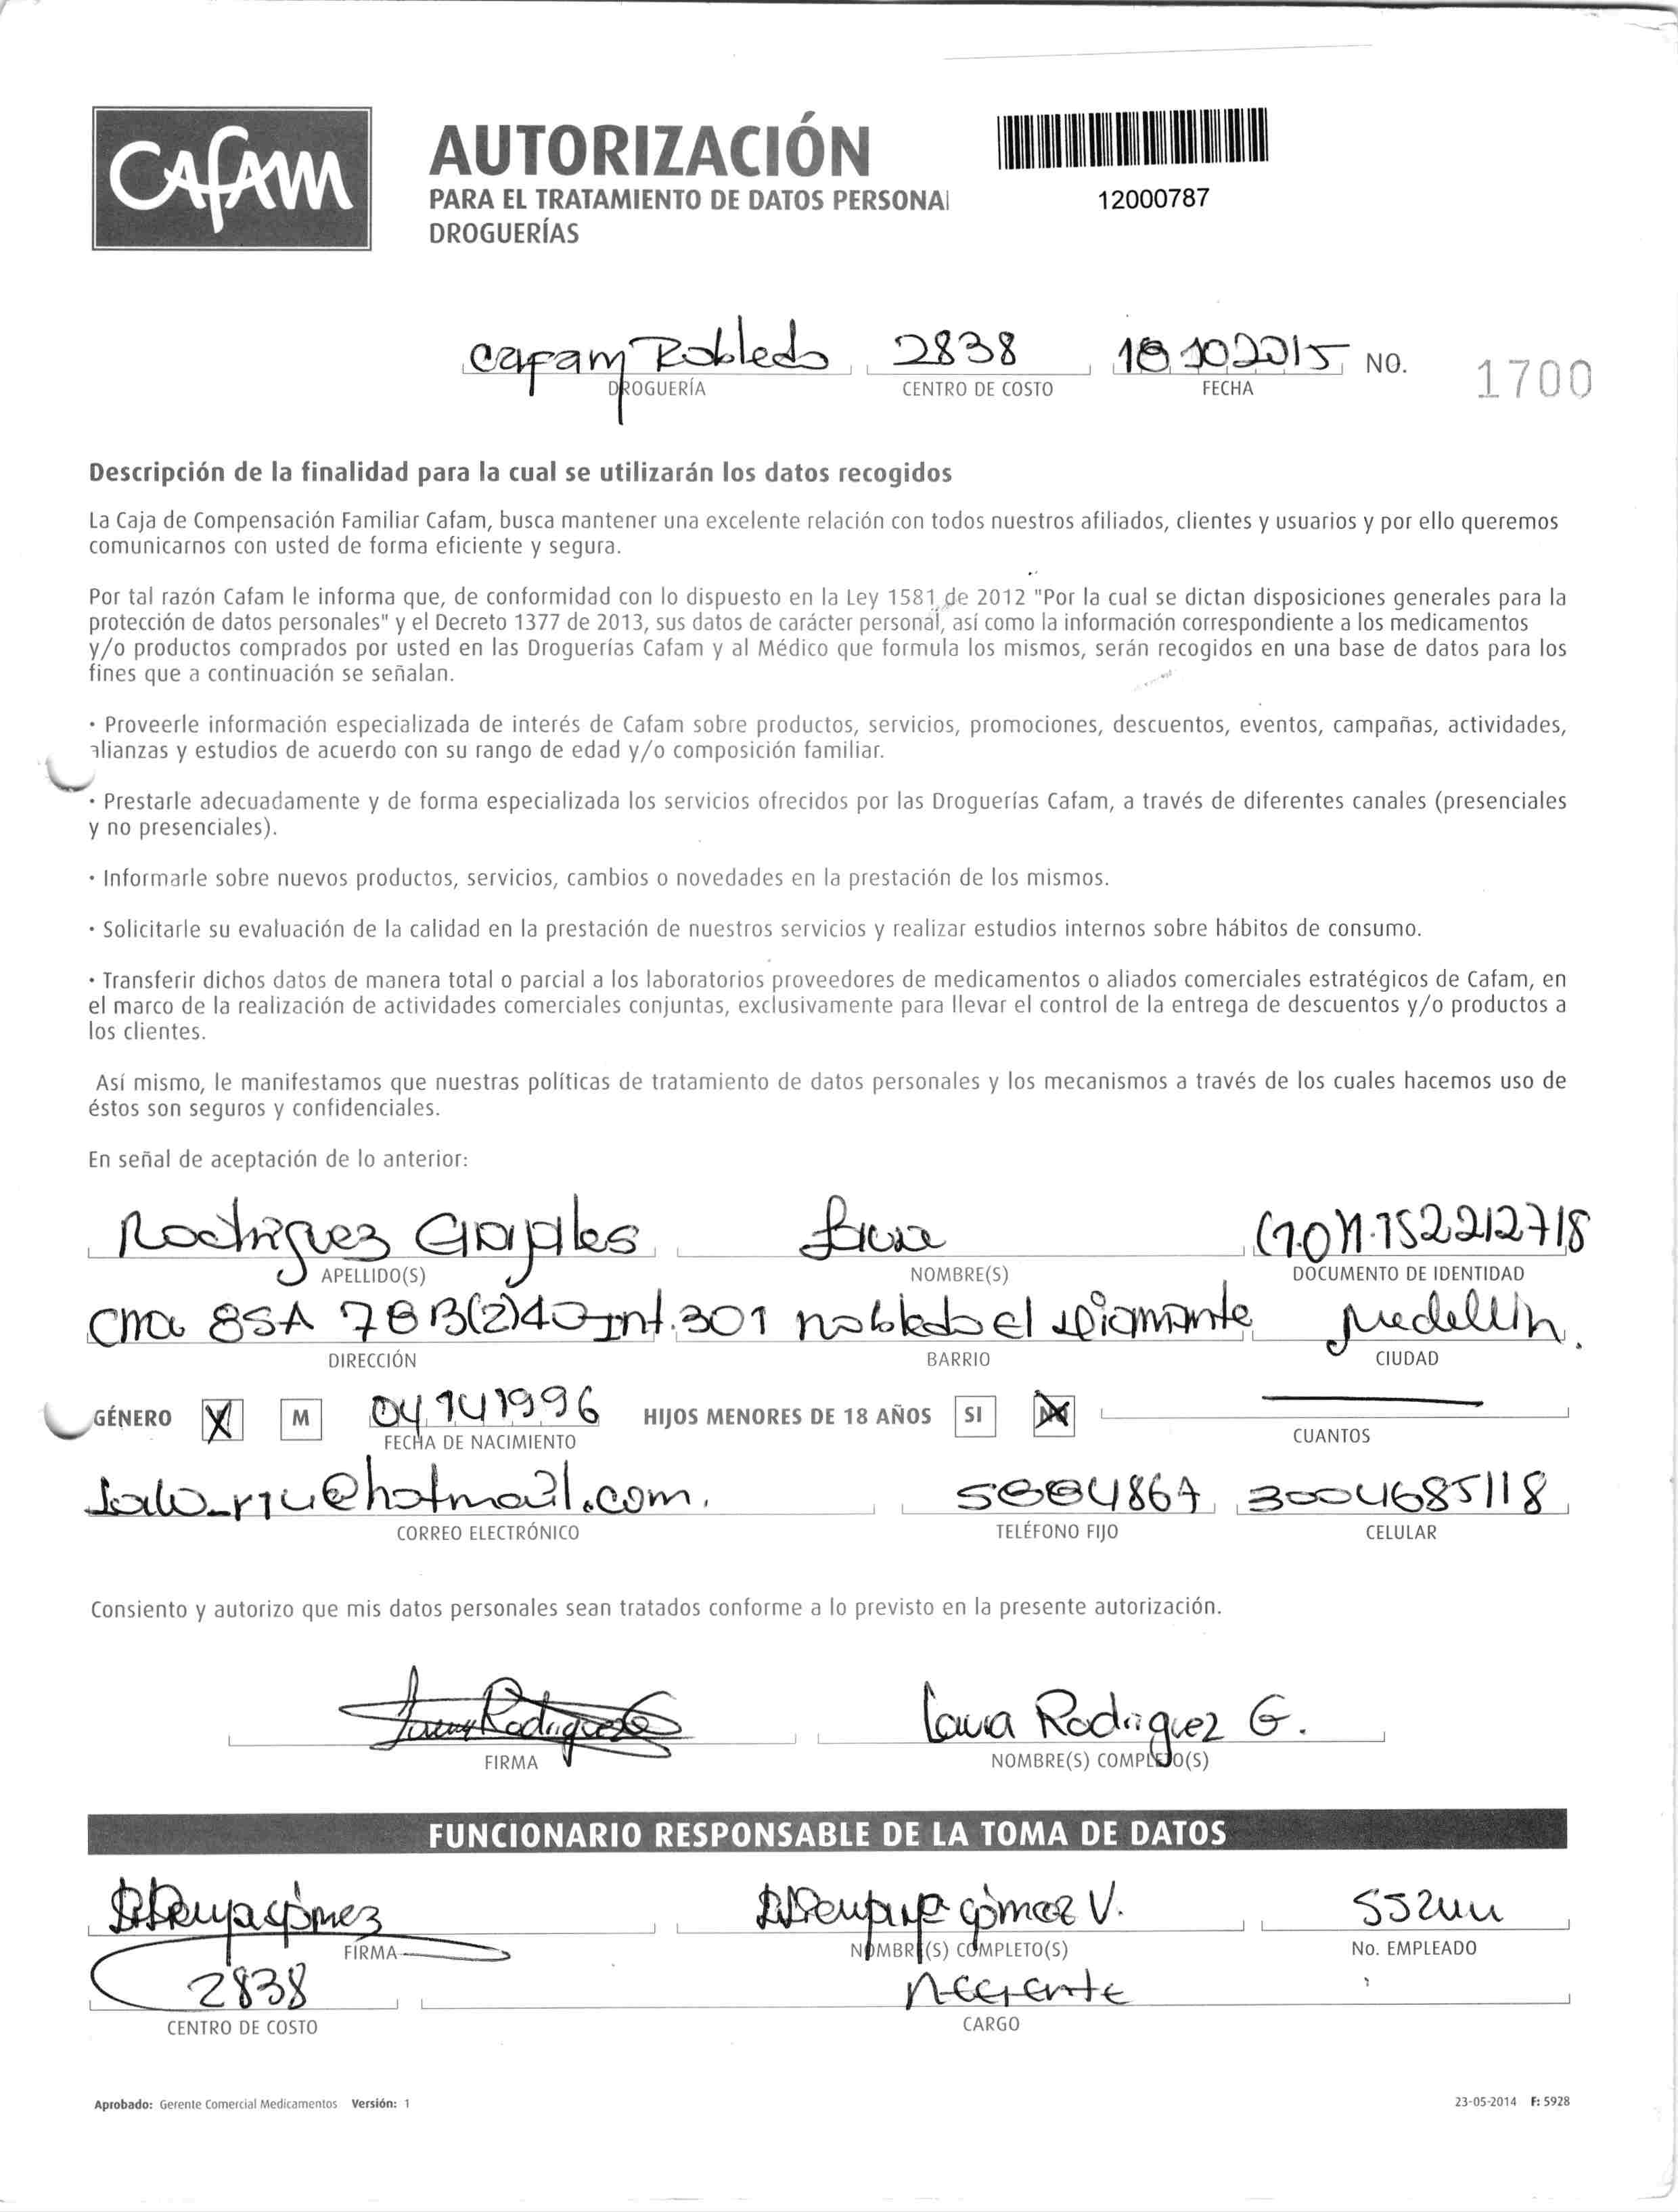 CAFAM
AUTORIZACIÓN
PARA EL TRATAMIENTO DE DATOS PERSONA
DROGUERÍAS
12000787
Cafam Robledo 2838 18 10 2015 NO. 1700
DROGUERÍA CENTRO DE COSTO FECHA
Descripción de la finalidad para la cual se utilizarán los datos recogidos
La Caja de Compensación Familiar Cafam, busca mantener una excelente relación con todos nuestros afiliados, clientes y usuarios y por ello queremos
comunicarnos con usted de forma eficiente y segura.
Por tal razón Cafam le informa que, de conformidad con lo dispuesto en la Ley 1581 de 2012 "Por la cual se dictan disposiciones generales para la
protección de datos personales" y el Decreto 1377 de 2013, sus datos de carácter personal, así como la información correspondiente a los medicamentos
y/o productos comprados por usted en las Droguerías Cafam y al Médico que formula los mismos, serán recogidos en una base de datos para los
fines que a continuación se señalan.
· Proveerle información especializada de interés de Cafam sobre productos, servicios, promociones, descuentos, eventos, campañas, actividades,
alianzas y estudios de acuerdo con su rango de edad y/o composición familiar.
· Prestarle adecuadamente y de forma especializada los servicios ofrecidos por las Droguerías Cafam, a través de diferentes canales (presenciales
y no presenciales).
· Informarle sobre nuevos productos, servicios, cambios o novedades en la prestación de los mismos.
· Solicitarle su evaluación de la calidad en la prestación de nuestros servicios y realizar estudios internos sobre hábitos de consumo.
· Transferir dichos datos de manera total o parcial a los laboratorios proveedores de medicamentos o aliados comerciales estratégicos de Cafam, en
el marco de la realización de actividades comerciales conjuntas, exclusivamente para llevar el control de la entrega de descuentos y/o productos a
los clientes.
Así mismo, le manifestamos que nuestras políticas de tratamiento de datos personales y los mecanismos a través de los cuales hacemos uso de
éstos son seguros y confidenciales.
En señal de aceptación de lo anterior:
Rodriguez Laura
APELLIDO(S) NOMBRE(S) DOCUMENTO DE IDENTIDAD
Cra 85A 78B(2)40 Int.301 Robledo el Diamante Medellin.
DIRECCIÓN BARRIO CIUDAD
GÉNERO X M 04 14 1996 HIJOS MENORES DE 18 AÑOS SI X
FECHA DE NACIMIENTO CUANTOS
3004685118
CORREO ELECTRÓNICO TELÉFONO FIJO CELULAR
Consiento y autorizo que mis datos personales sean tratados conforme a lo previsto en la presente autorización.
Laura Rodriguez G.
FIRMA NOMBRE(S) COMPLETO(S)
FUNCIONARIO RESPONSABLE DE LA TOMA DE DATOS
Gómez Gómez V.
FIRMA NOMBRE(S) COMPLETO(S) No. EMPLEADO
2838
CENTRO DE COSTO CARGO
Aprobado: Gerente Comercial Medicamentos Versión: 1 23-05-2014 F: 5928